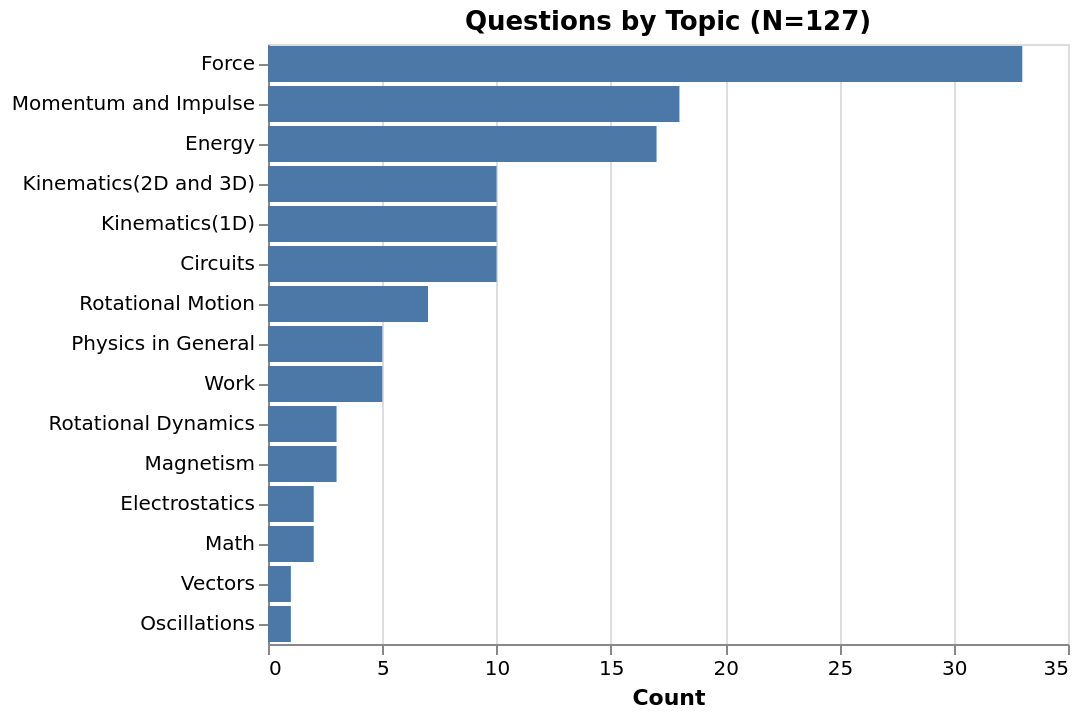 Questions by Topic (N=127)
Force
Momentum and Impulse
Energy
Kinematics(2D and 3D)
Kinematics(1D)
Circuits
Rotational Motion
Physics in General
Work
Rotational Dynamics
Magnetism
Electrostatics
Math
Vectors
Oscillations
0 5 10 15 20 25 30 35
Count